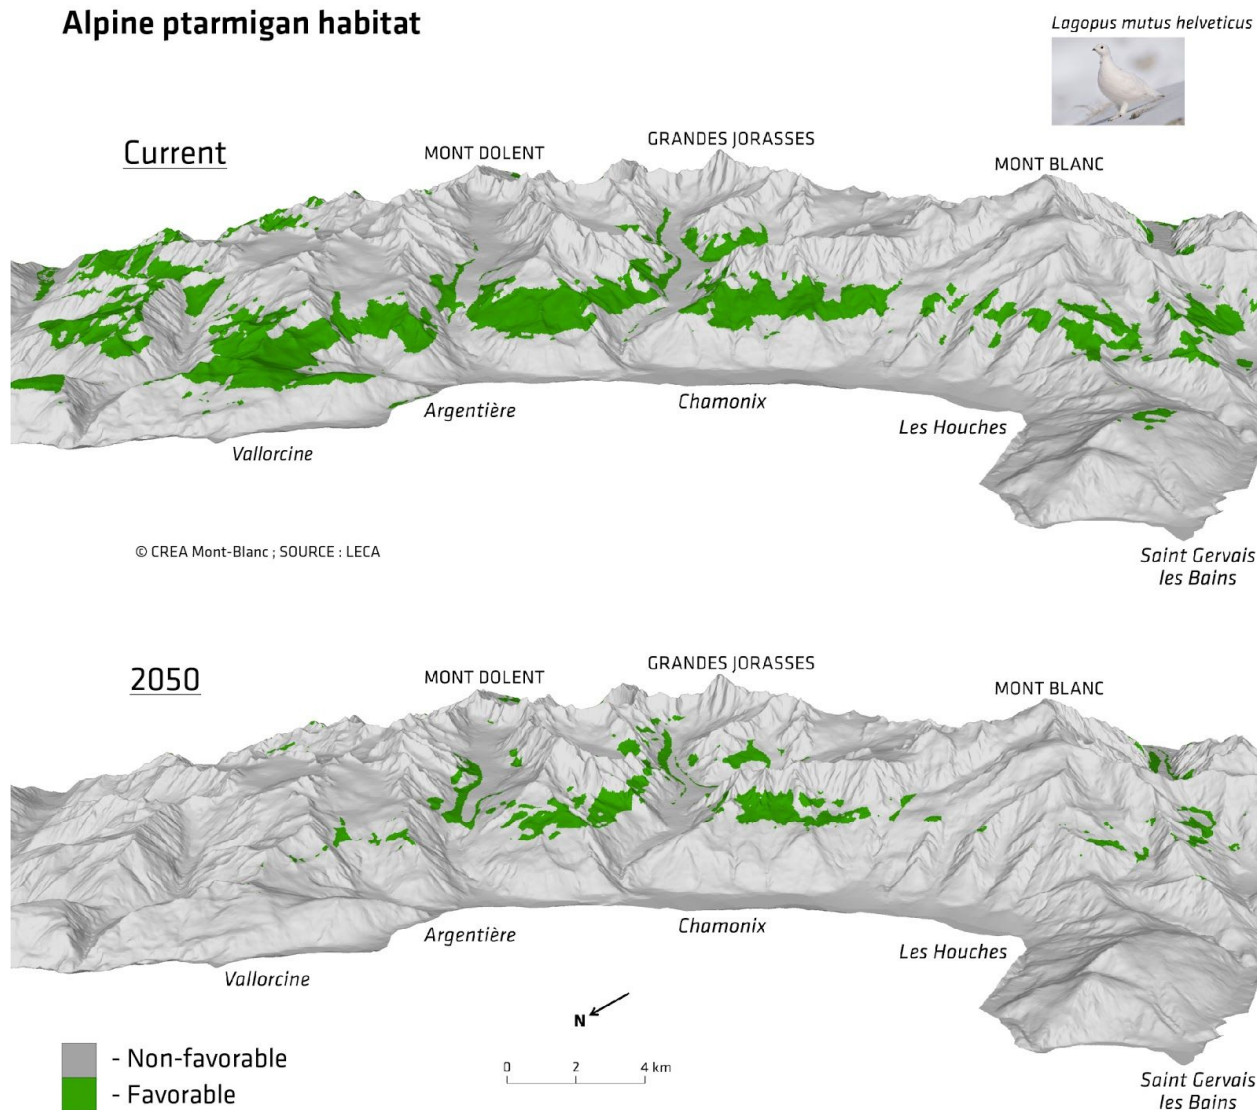 Alpine ptarmigan habitat
Lagopus mutus helveticus
Current
MONT DOLENT
GRANDES JORASSES
MONT BLANC
Argentière
Chamonix
Les Houches
Vallorcine
© CREA Mont-Blanc ; SOURCE : LECA
Saint Gervais
les Bains
2050
MONT DOLENT
GRANDES JORASSES
MONT BLANC
Argentière
Chamonix
Les Houches
Vallorcine
N
0 2 4 km
- Non-favorable
- Favorable
Saint Gervais
les Bains